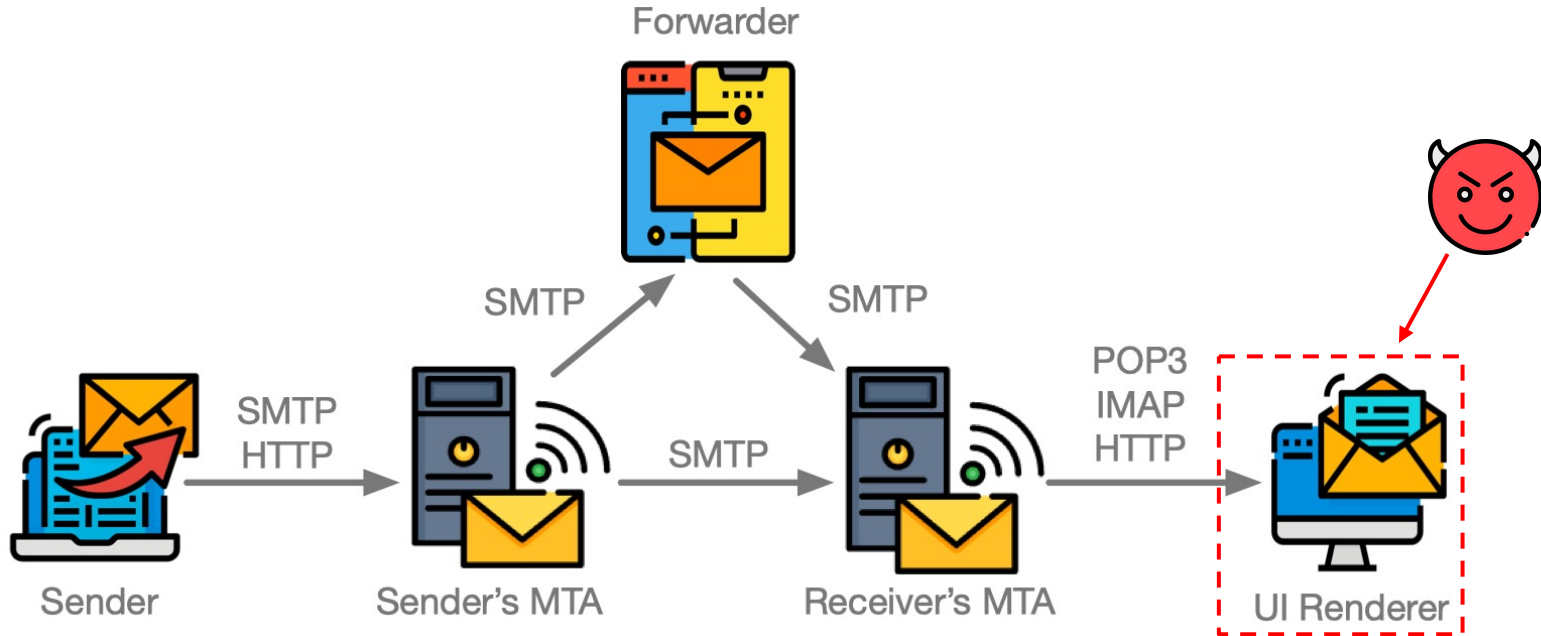 Forwarder
SMTP
SMTP
SMTP
HTTP
SMTP
POP3
IMAP
HTTP
Sender
Sender's MTA
Receiver's MTA
UI Renderer